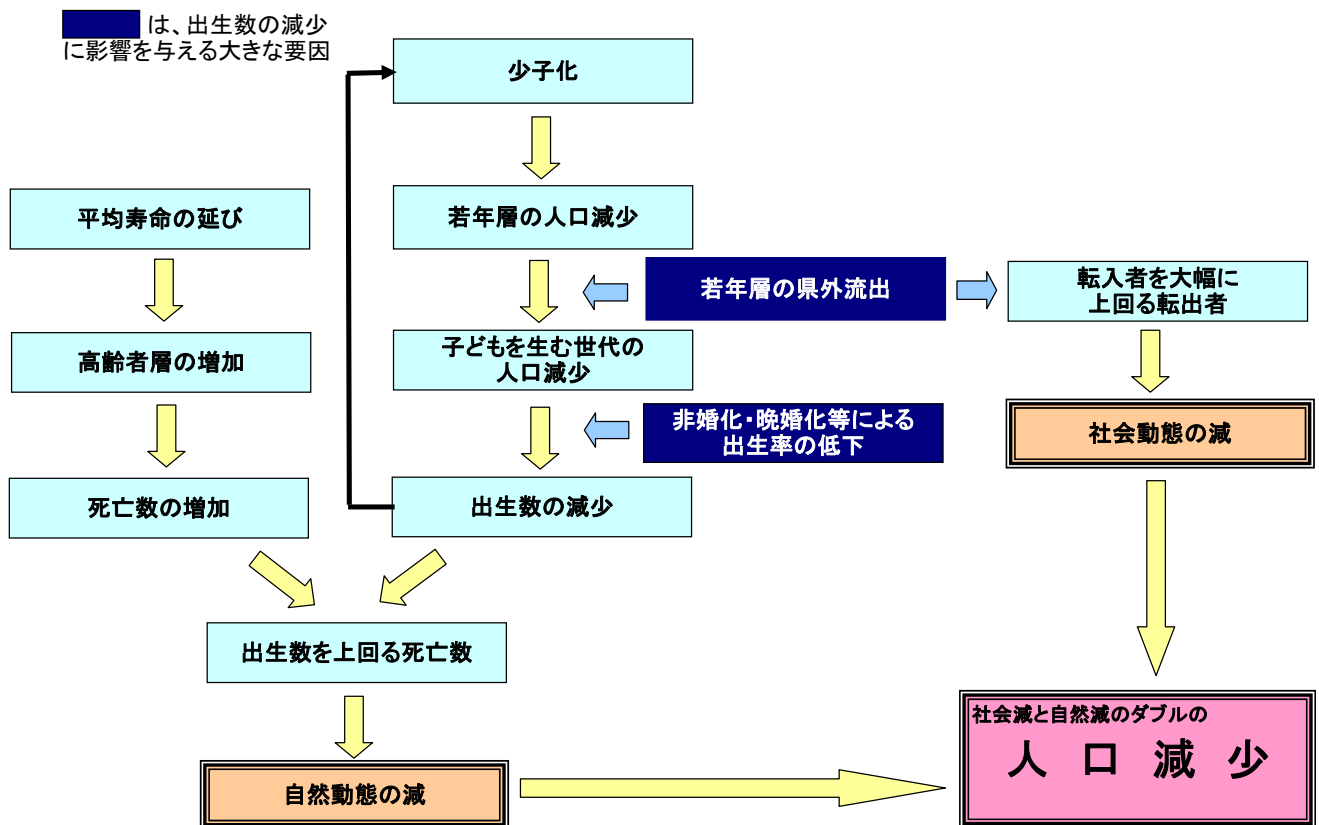 は、出生数の減少
に影響を与える大きな要因
少子化
平均寿命の延び
若年層の人口減少
若年層の県外流出
転入者を大幅に
上回る転出者
高齢者層の増加
子どもを生む世代の
人口減少
非婚化・晩婚化等による
出生率の低下
社会動態の減
死亡数の増加
出生数の減少
出生数を上回る死亡数
社会減と自然減のダブルの
人口減少
自然動態の減